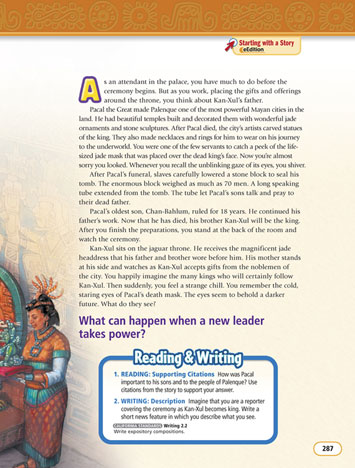 Starting with a Story
eEdition
As an attendant in the palace, you have much to do before the
ceremony begins. But as you work, placing the gifts and offerings
around the throne, you think about Kan-Xul's father.
Pacal the Great made Palenque one of the most powerful Mayan cities in the
land. He had beautiful temples built and decorated them with wonderful jade
ornaments and stone sculptures. After Pacal died, the city's artists carved statues
of the king. They also made necklaces and rings for him to wear on his journey
to the underworld. You were one of the few servants to catch a peek of the life-
sized jade mask that was placed over the dead king's face. Now you're almost
sorry you looked. Whenever you recall the unblinking gaze of its eyes, you shiver.
After Pacal's funeral, slaves carefully lowered a stone block to seal his
tomb. The enormous block weighed as much as 70 men. A long speaking
tube extended from the tomb. The tube let Pacal's sons talk and pray to
their dead father.
Pacal's oldest son, Chan-Bahlum, ruled for 18 years. He continued his
father's work. Now that he has died, his brother Kan-Xul will be the king.
After you finish the preparations, you stand at the back of the room and
watch the ceremony.
Kan-Xul sits on the jaguar throne. He receives the magnificent jade
headdress that his father and brother wore before him. His mother stands
at his side and watches as Kan-Xul accepts gifts from the noblemen of
the city. You happily imagine the many kings who will certainly follow
Kan-Xul. Then suddenly, you feel a strange chill. You remember the cold,
staring eyes of Pacal's death mask. The eyes seem to behold a darker
future. What do they see?
What can happen when a new leader
takes power?
Reading & Writing
1. READING: Supporting Citations How was Pacal
important to his sons and to the people of Palenque? Use
citations from the story to support your answer.
2. WRITING: Description Imagine that you are a reporter
covering the ceremony as Kan-Xul becomes king. Write a
short news feature in which you describe what you see.
CALIFORNIA STANDARDS Writing 2.2
Write expository compositions.
287